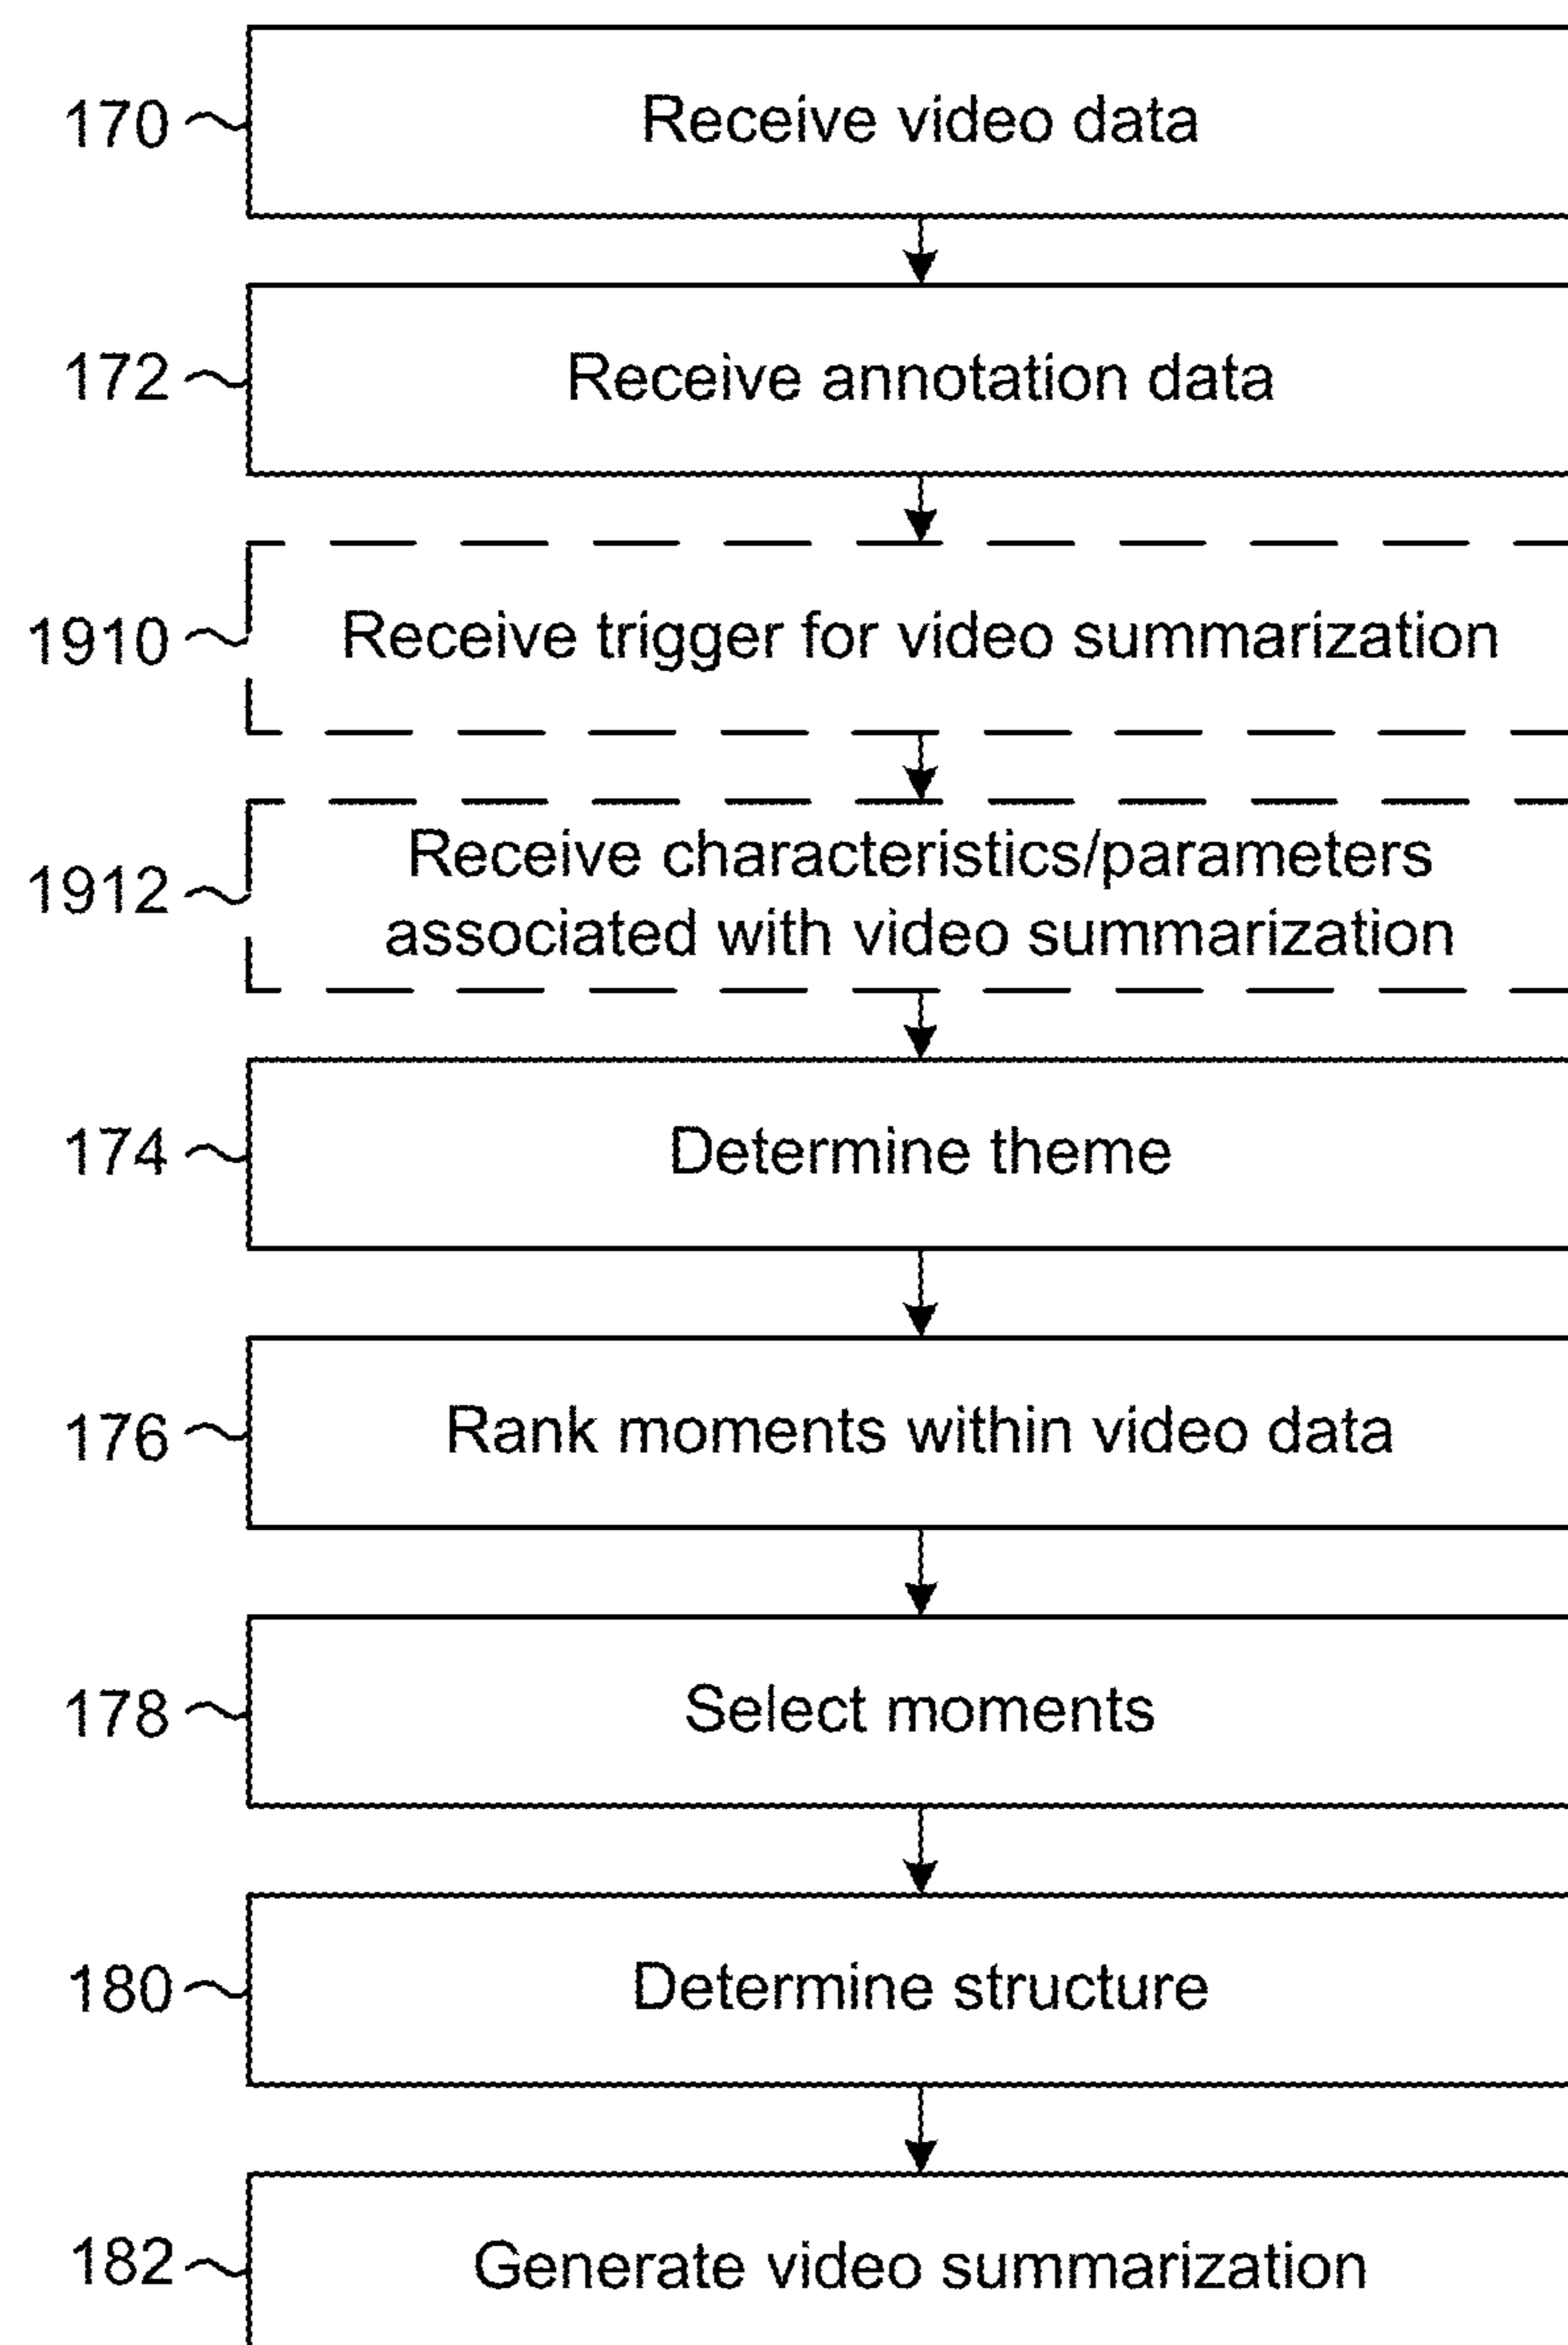 170
Receive video data
172
Receive annotation data
1910
Receive trigger for video summarization
1912
Receive characteristics/parameters
associated with video summarization
174
Determine theme
176
Rank moments within video data
178
Select moments
180
Determine structure
182
Generate video summarization